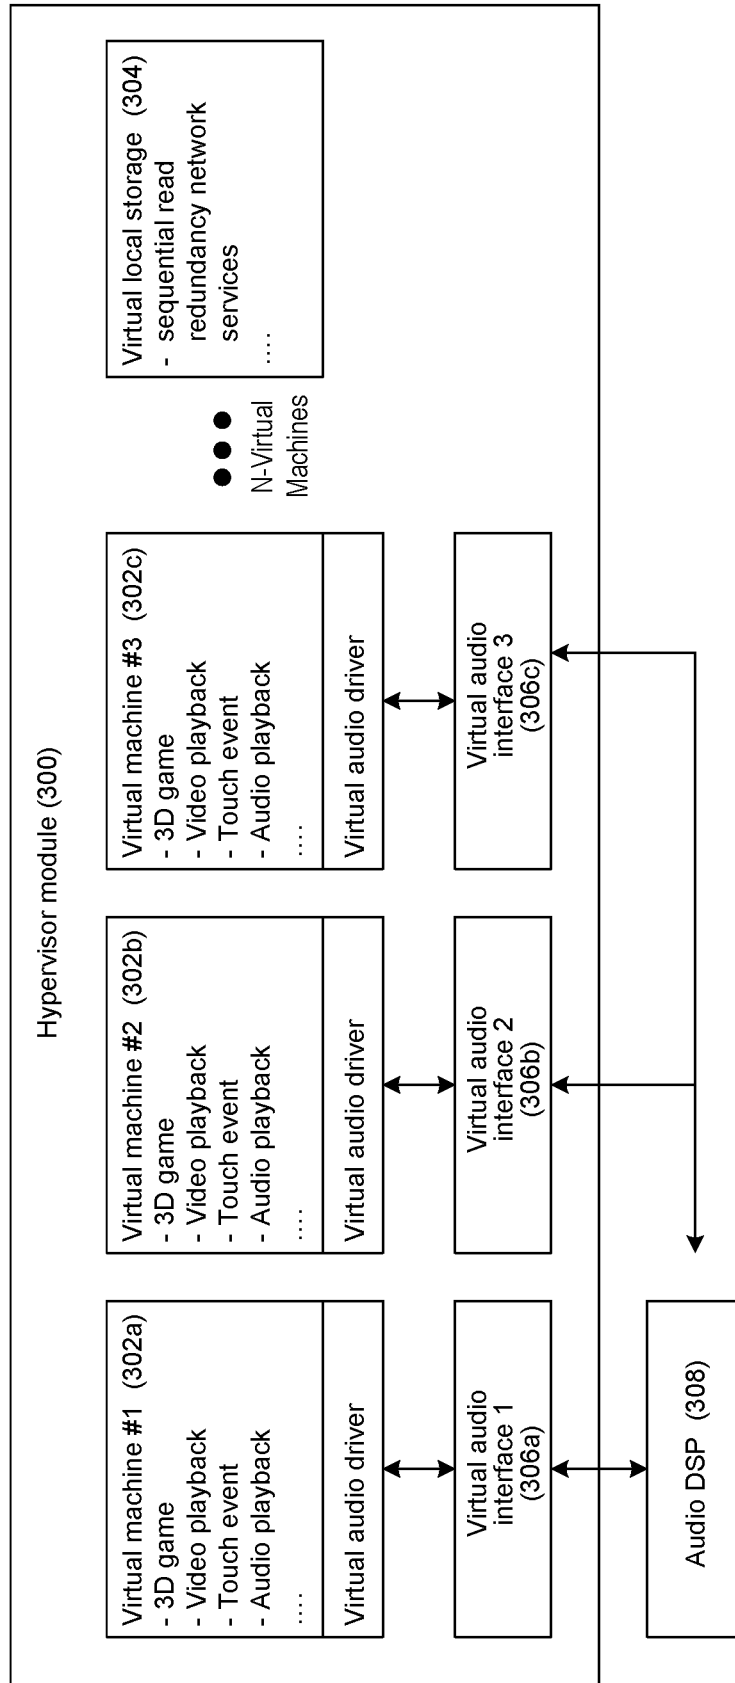 Hypervisor module (300)
Virtual machine #1 (302a)
- 3D game
- Video playback
- Touch event
- Audio playback
....
Virtual audio driver
Virtual machine #2 (302b)
- 3D game
- Video playback
- Touch event
- Audio playback
....
Virtual audio driver
Virtual machine #3 (302c)
- 3D game
- Video playback
- Touch event
- Audio playback
....
Virtual audio driver
N-Virtual
Machines
Virtual local storage (304)
- sequential read
redundancy network
services
....
Virtual audio
interface 1
(306a)
Virtual audio
interface 2
(306b)
Virtual audio
interface 3
(306c)
Audio DSP (308)